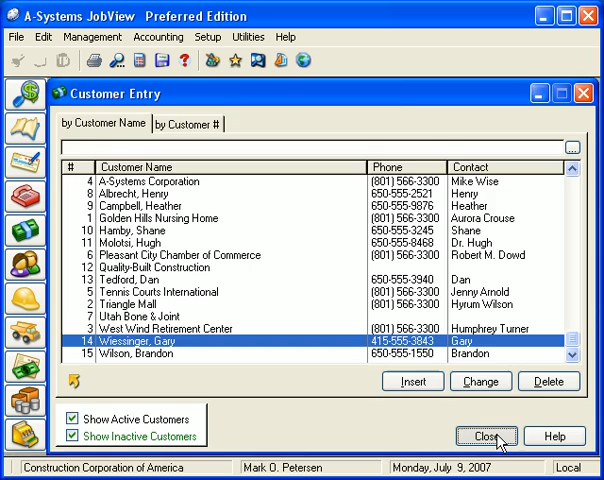 A-Systems JobView Preferred Edition
File Edit Management Accounting Setup Utilities Help
Customer Entry
by Customer Name by Customer #
# Customer Name Phone Contact
4 A-Systems Corporation (801) 566-3300 Mike Wise
8 Albrecht, Henry 650-555-2521 Henry
9 Campbell, Heather 650-555-9876 Heather
1 Golden Hills Nursing Home (801) 566-3300 Aurora Crouse
10 Hamby, Shane 650-555-3245 Shane
11 Molotsi, Hugh 650-555-8468 Dr. Hugh
6 Pleasant City Chamber of Commerce (801) 566-3300 Robert M. Dowd
12 Quality-Built Construction
13 Tedford, Dan 650-555-3940 Dan
5 Tennis Courts International (801) 566-3300 Jenny Arnold
2 Triangle Mall (801) 566-3300 Hyrum Wilson
7 Utah Bone & Joint
3 West Wind Retirement Center (801) 566-3300 Humphrey Turner
14 Wiessinger, Gary 415-555-3843 Gary
15 Wilson, Brandon 650-555-1550 Brandon
Insert Change Delete
Show Active Customers
Show Inactive Customers
Close Help
Construction Corporation of America Mark O. Petersen Monday, July 9, 2007 Local